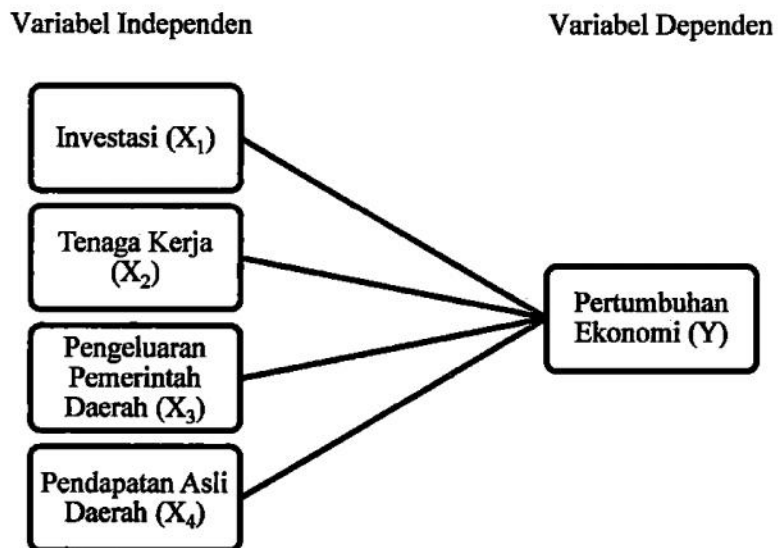 Variabel Independen
Variabel Dependen
Investasi (X₁)
Tenaga Kerja
(X₂)
Pengeluaran
Pemerintah
Daerah (X₃)
Pendapatan Asli
Daerah (X₄)
Pertumbuhan
Ekonomi (Y)